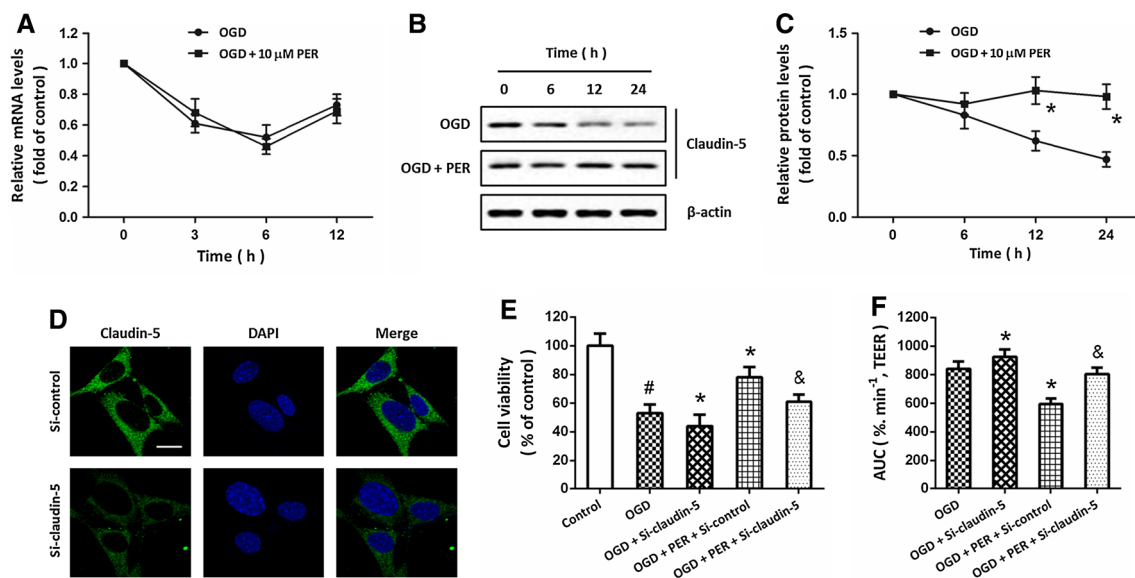 A
Relative mRNA levels
( fold of control )
1.2
1.0
0.8
0.6
0.4
0.2
0.0
OGD
OGD + 10 μM PER
0 3 6 12
Time ( h )
B
Time ( h )
0 6 12 24
OGD
OGD + PER
Claudin-5
β-actin
C
Relative protein levels
( fold of control )
1.5
1.0
0.5
0.0
OGD
OGD + 10 μM PER
*
*
0 6 12 24
Time ( h )
D
Claudin-5 DAPI Merge
Si-control
Si-claudin-5
E
Cell viability
( % of control )
120
100
80
60
40
20
0
#
*
*
&
Control
OGD
OGD + Si-claudin-5
OGD + PER + Si-control
OGD + PER + Si-claudin-5
F
AUC ( %. min⁻¹, TEER)
1200
1000
800
600
400
200
0
*
*
&
OGD
OGD + Si-claudin-5
OGD + PER + Si-control
OGD + PER + Si-claudin-5